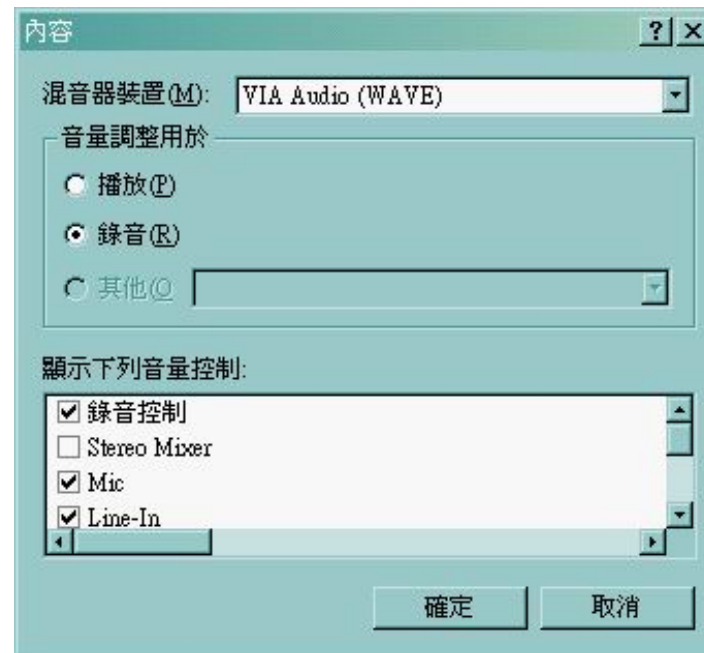 內容
混音器裝置(M): VIA Audio (WAVE)
音量調整用於
播放(P)
錄音(R)
其他(O
顯示下列音量控制:
錄音控制
Stereo Mixer
Mic
Line-In
確定 取消